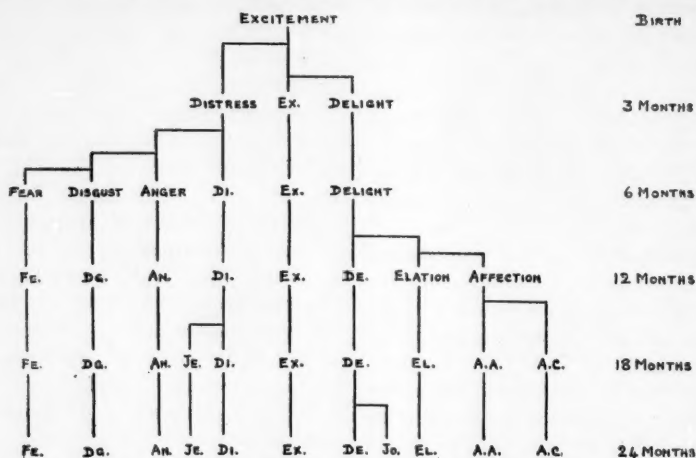 EXCITEMENT BIRTH
DISTRESS EX. DELIGHT 3 MONTHS
FEAR DISGUST ANGER DI. EX. DELIGHT 6 MONTHS
FE. DG. AN. DI. EX. DE. ELATION AFFECTION 12 MONTHS
FE. DG. AN. JE. DI. EX. DE. EL. A.A. A.C. 18 MONTHS
FE. DG. AN. JE. DI. EX. DE. JO. EL. A.A. A.C. 24 MONTHS